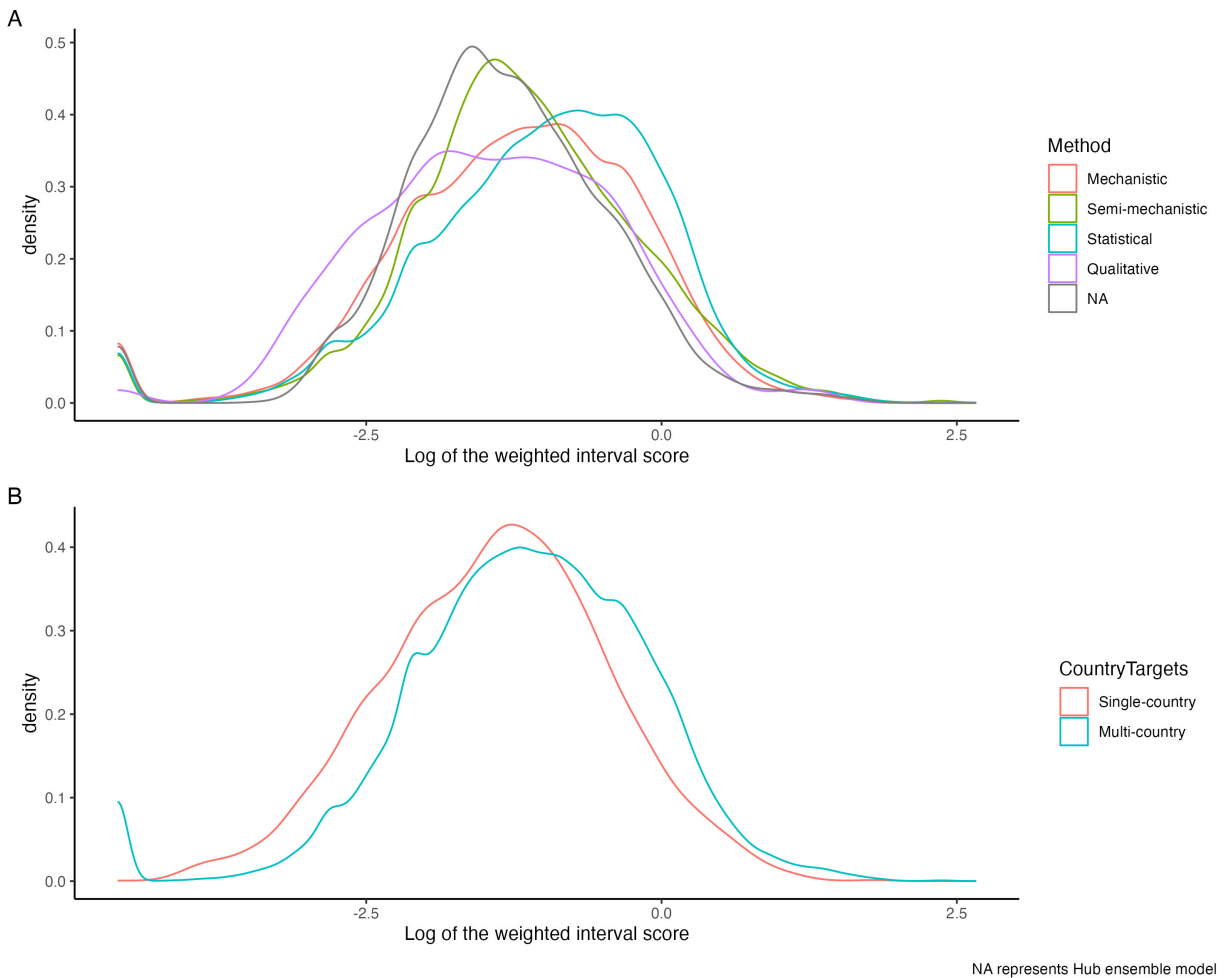 A
0.5
0.4
0.3
0.2
0.1
0.0
density
-2.5
0.0
2.5
Log of the weighted interval score
Method
Mechanistic
Semi-mechanistic
Statistical
Qualitative
NA
B
0.4
0.3
0.2
0.1
0.0
density
-2.5
0.0
2.5
Log of the weighted interval score
CountryTargets
Single-country
Multi-country
NA represents Hub ensemble model